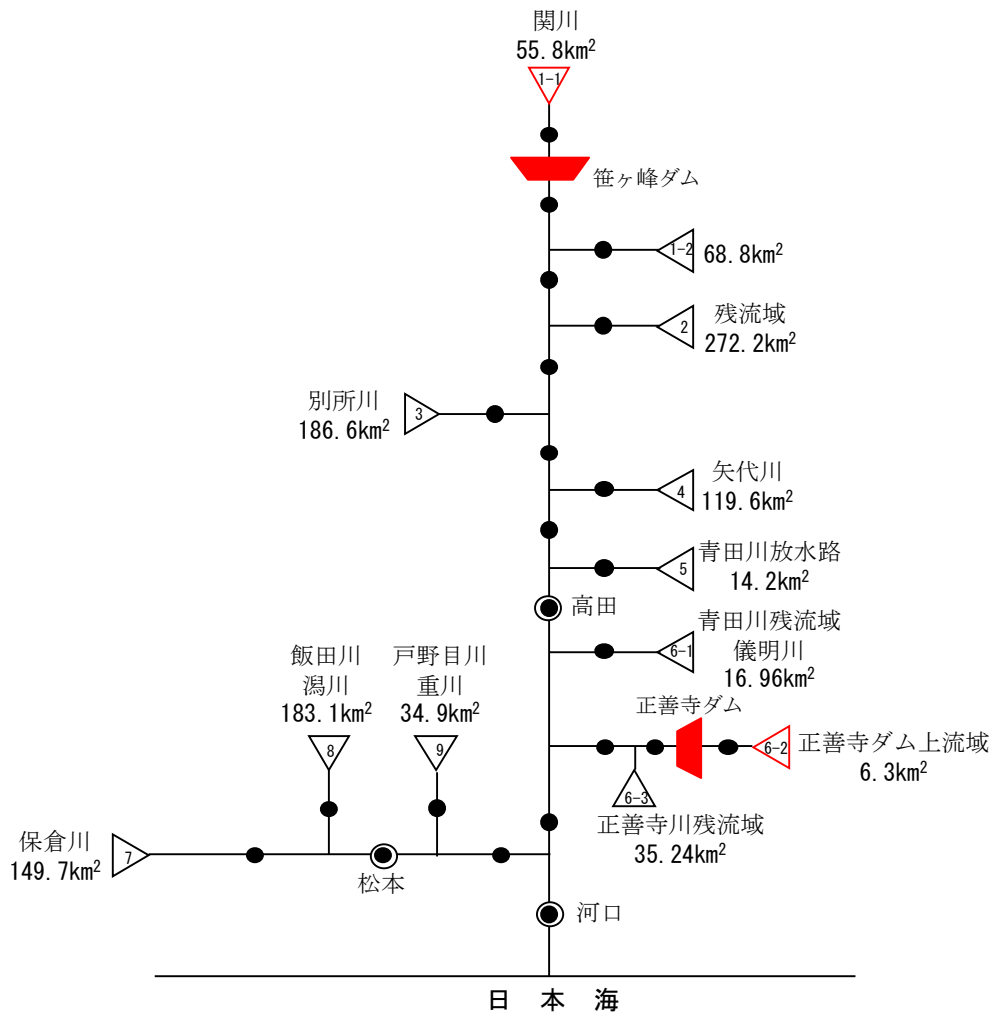 関川
55.8km²
1-1
笹ヶ峰ダム
1-2
68.8km²
残流域
2
272.2km²
別所川
3
186.6km²
矢代川
4
119.6km²
青田川放水路
5
14.2km²
高田
青田川残流域
儀明川
6-1
16.96km²
飯田川
潟川
183.1km²
8
戸野目川
重川
34.9km²
9
正善寺ダム
6-2
正善寺ダム上流域
6.3km²
6-3
正善寺川残流域
35.24km²
保倉川
7
149.7km²
松本
河口
日本海